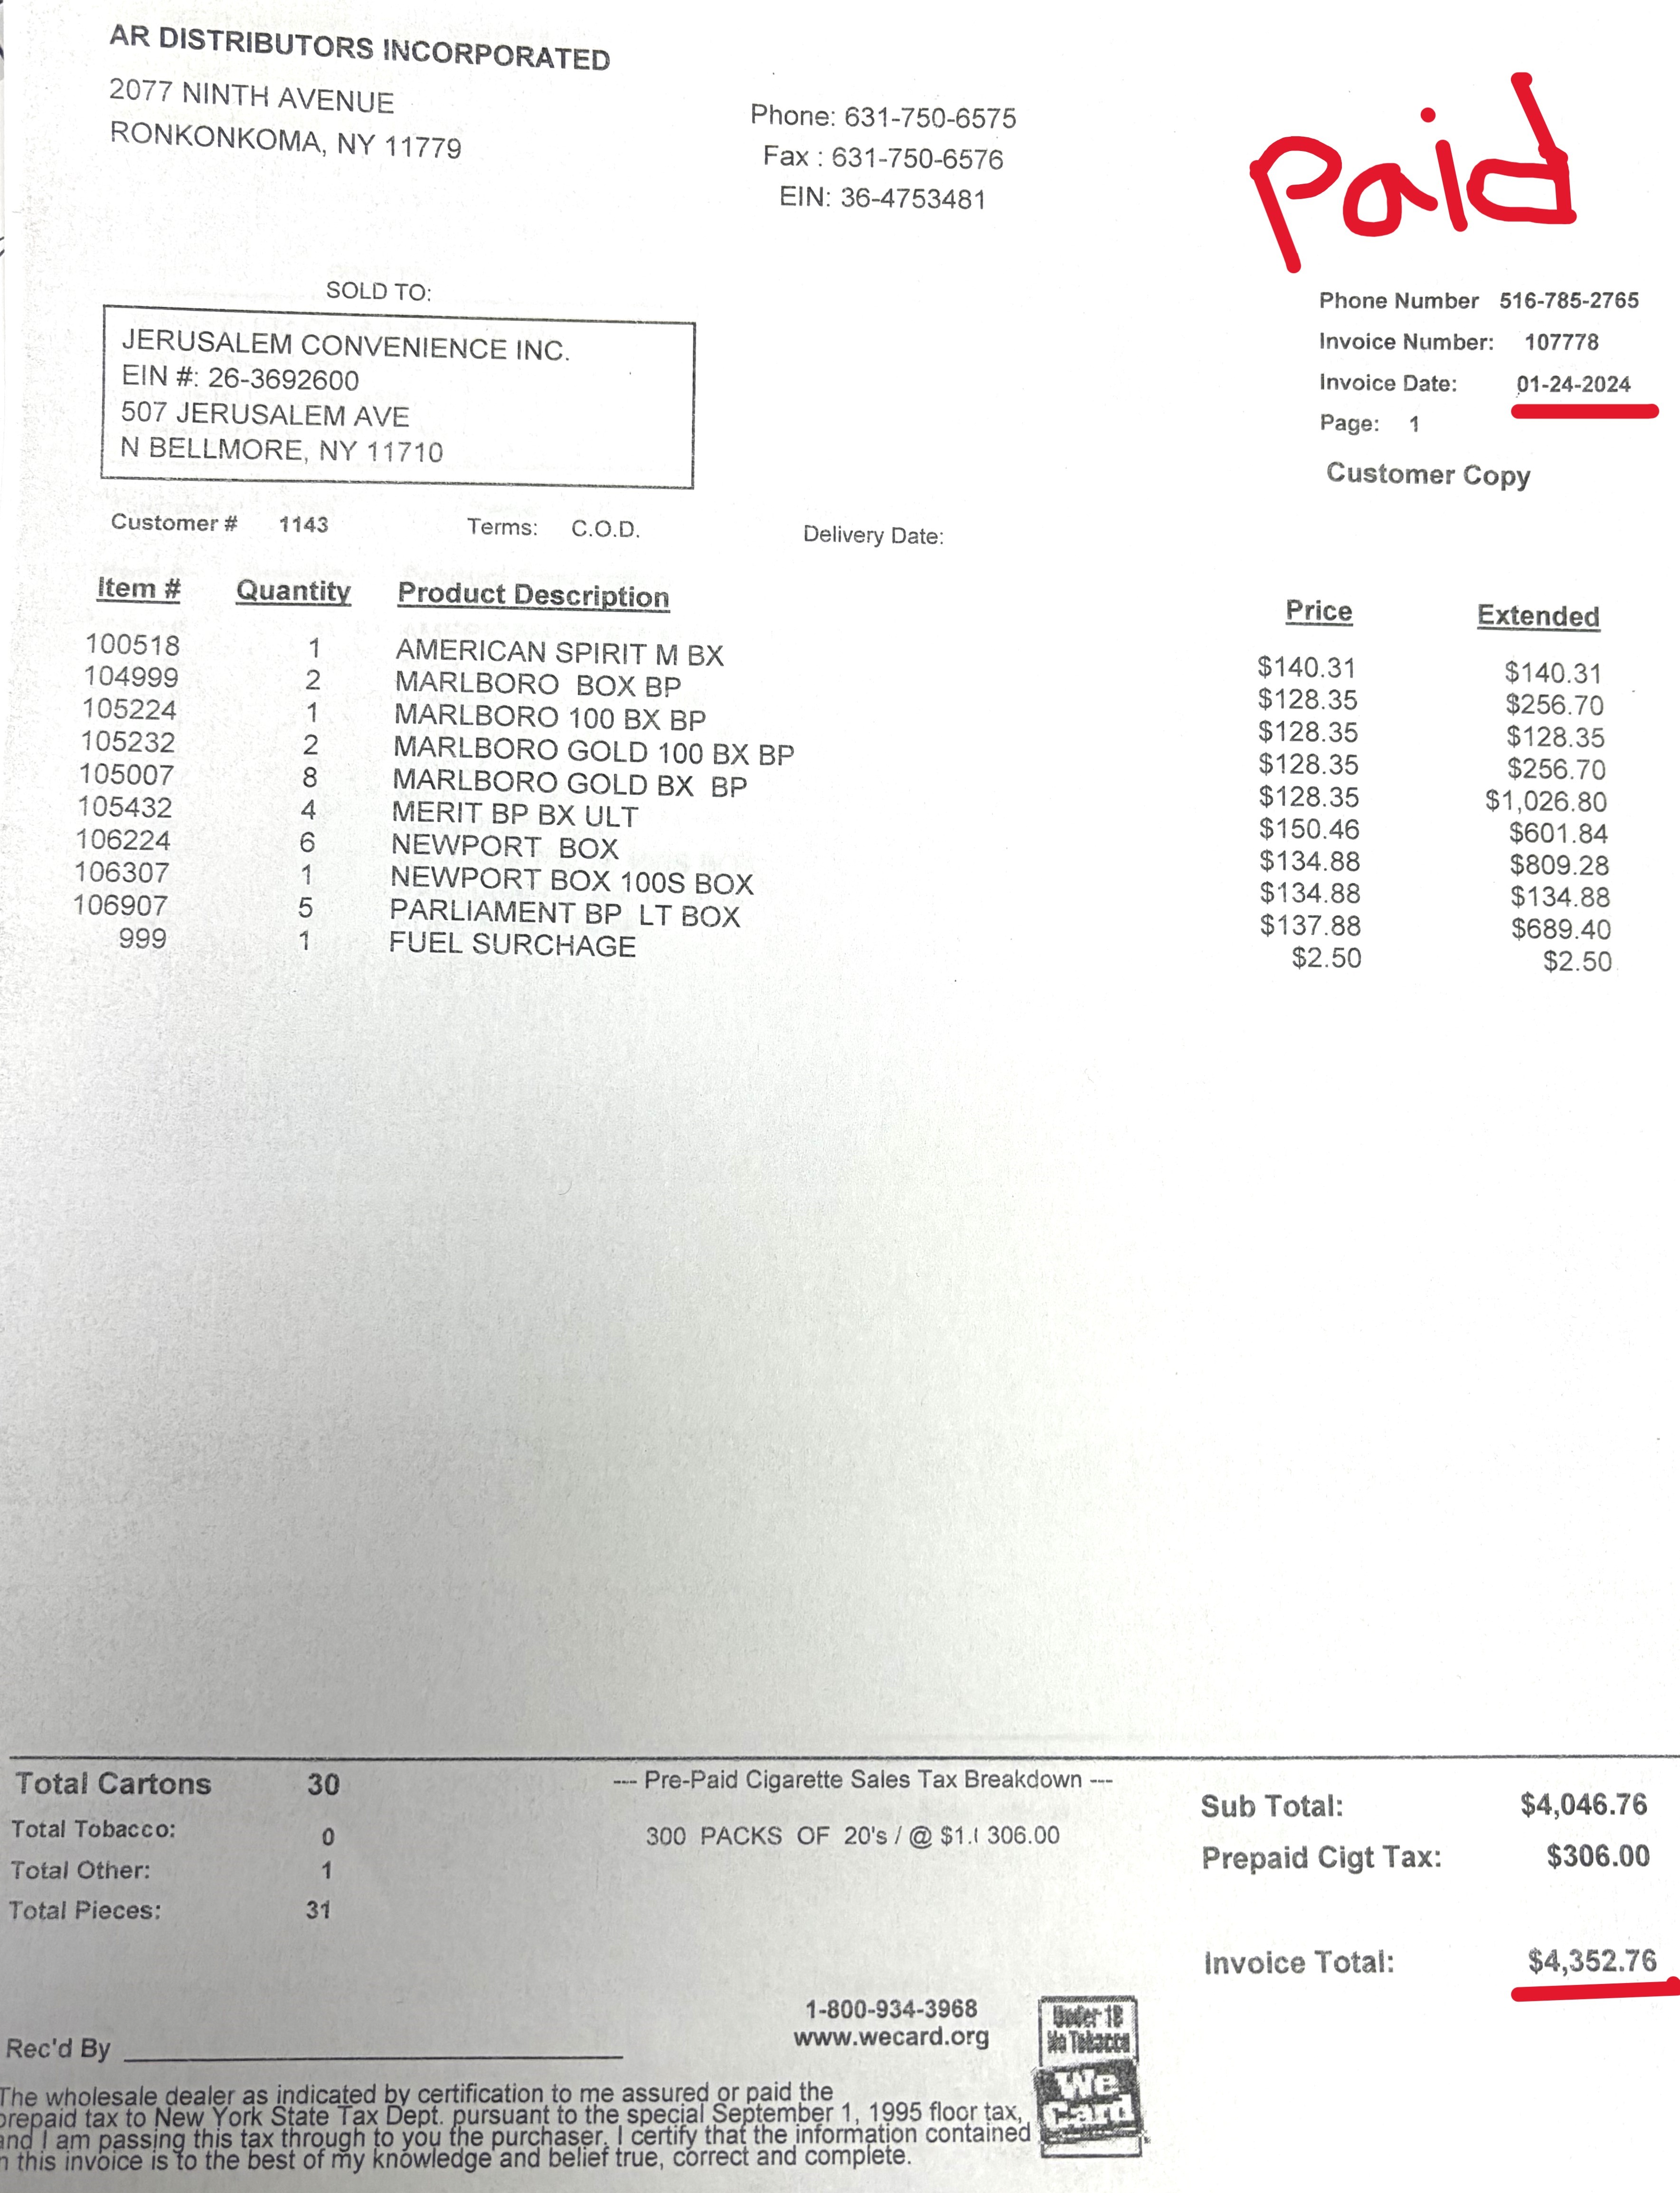 AR DISTRIBUTORS INCORPORATED
2077 NINTH AVENUE
RONKONKOMA, NY 11779
Phone: 631-750-6575
Fax : 631-750-6576
EIN: 36-4753481
Paid
SOLD TO:
JERUSALEM CONVENIENCE INC.
EIN #: 26-3692600
507 JERUSALEM AVE
N BELLMORE, NY 11710
Phone Number 516-785-2765
Invoice Number: 107778
Invoice Date: 01-24-2024
Page: 1
Customer Copy
Customer # 1143 Terms: C.O.D. Delivery Date:
Item # Quantity Product Description Price Extended
100518 1 AMERICAN SPIRIT M BX $140.31 $140.31
104999 2 MARLBORO BOX BP $128.35 $256.70
105224 1 MARLBORO 100 BX BP $128.35 $128.35
105232 2 MARLBORO GOLD 100 BX BP $128.35 $256.70
105007 8 MARLBORO GOLD BX BP $128.35 $1,026.80
105432 4 MERIT BP BX ULT $150.46 $601.84
106224 6 NEWPORT BOX $134.88 $809.28
106307 1 NEWPORT BOX 100S BOX $134.88 $134.88
106907 5 PARLIAMENT BP LT BOX $137.88 $689.40
999 1 FUEL SURCHAGE $2.50 $2.50
Total Cartons 30
Total Tobacco: 0
Total Other: 1
Total Pieces: 31
--- Pre-Paid Cigarette Sales Tax Breakdown ---
300 PACKS OF 20's / @ $1.( 306.00
Sub Total: $4,046.76
Prepaid Cigt Tax: $306.00
Invoice Total: $4,352.76
1-800-934-3968
www.wecard.org
Under 18
No Tobacco
We
Card
Rec'd By
The wholesale dealer as indicated by certification to me assured or paid the
prepaid tax to New York State Tax Dept. pursuant to the special September 1, 1995 floor tax,
and I am passing this tax through to you the purchaser. I certify that the information contained
n this invoice is to the best of my knowledge and belief true, correct and complete.